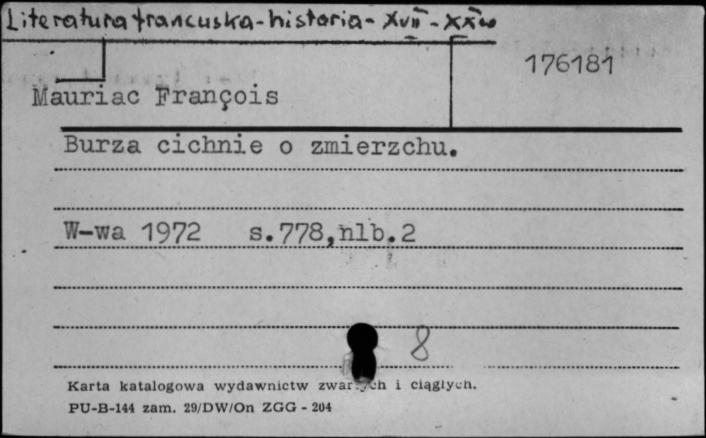 Literatura francuska-historia-XVII-XXw
176181
Mauriac François
Burza cichnie o zmierzchu.
W-wa 1972 s.778,nlb.2
8
Karta katalogowa wydawnictw zwartych i ciągłych.
PU-B-144 zam. 29/DW/On ZGG - 204